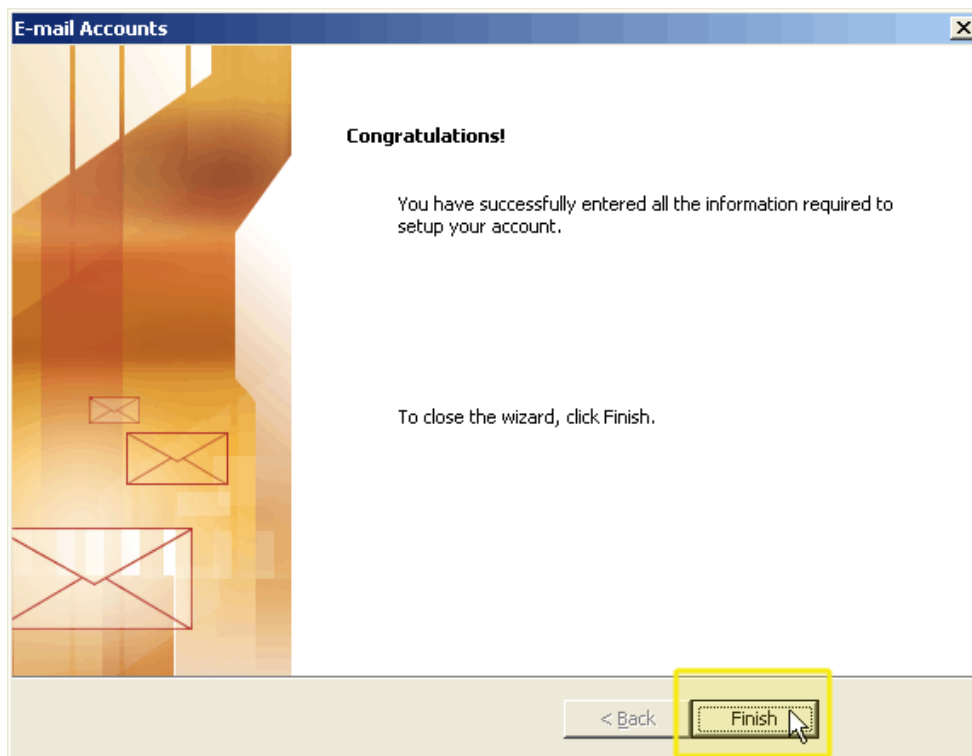 E-mail Accounts
Congratulations!
You have successfully entered all the information required to
setup your account.
To close the wizard, click Finish.
< Back
Finish